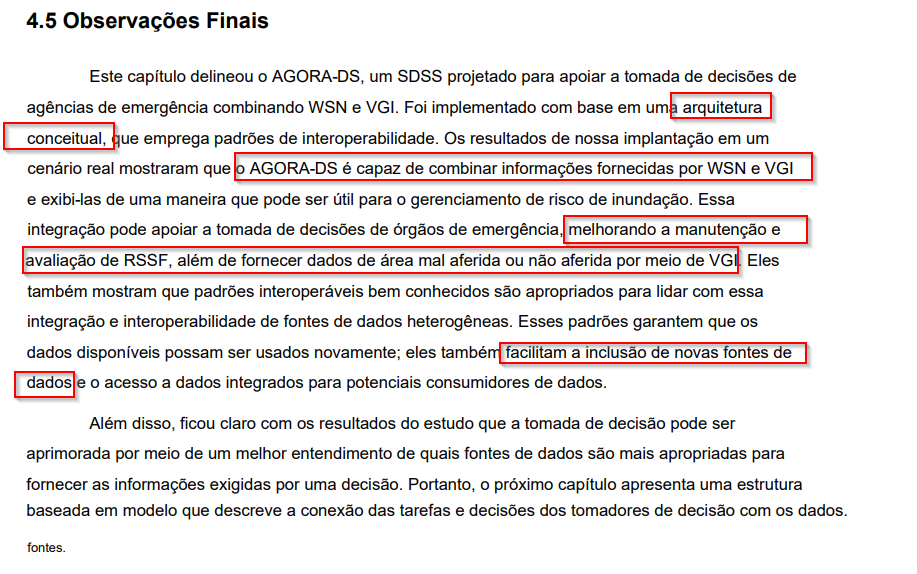 4.5 Observações Finais
Este capítulo delineou o AGORA-DS, um SDSS projetado para apoiar a tomada de decisões de
agências de emergência combinando WSN e VGI. Foi implementado com base em uma arquitetura
conceitual, que emprega padrões de interoperabilidade. Os resultados de nossa implantação em um
cenário real mostraram que o AGORA-DS é capaz de combinar informações fornecidas por WSN e VGI
e exibi-las de uma maneira que pode ser útil para o gerenciamento de risco de inundação. Essa
integração pode apoiar a tomada de decisões de órgãos de emergência, melhorando a manutenção e
avaliação de RSSF, além de fornecer dados de área mal aferida ou não aferida por meio de VGI. Eles
também mostram que padrões interoperáveis bem conhecidos são apropriados para lidar com essa
integração e interoperabilidade de fontes de dados heterogêneas. Esses padrões garantem que os
dados disponíveis possam ser usados novamente; eles também facilitam a inclusão de novas fontes de
dados e o acesso a dados integrados para potenciais consumidores de dados.
Além disso, ficou claro com os resultados do estudo que a tomada de decisão pode ser
aprimorada por meio de um melhor entendimento de quais fontes de dados são mais apropriadas para
fornecer as informações exigidas por uma decisão. Portanto, o próximo capítulo apresenta uma estrutura
baseada em modelo que descreve a conexão das tarefas e decisões dos tomadores de decisão com os dados.
fontes.